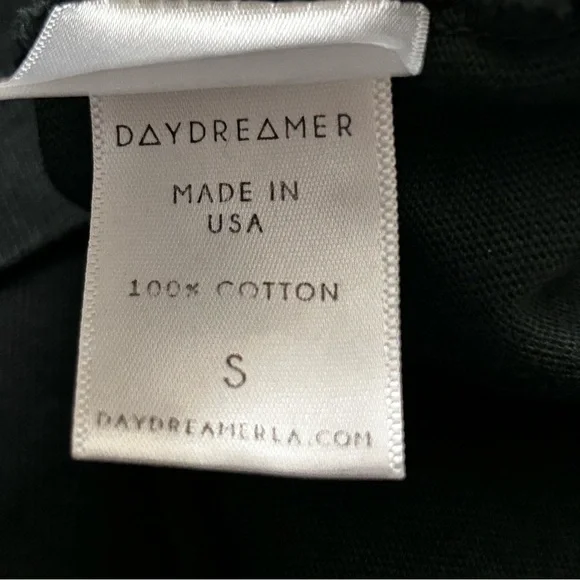 DAYDREAMER
MADE IN
USA
100% COTTON
S
DAYDREAMERLA.COM